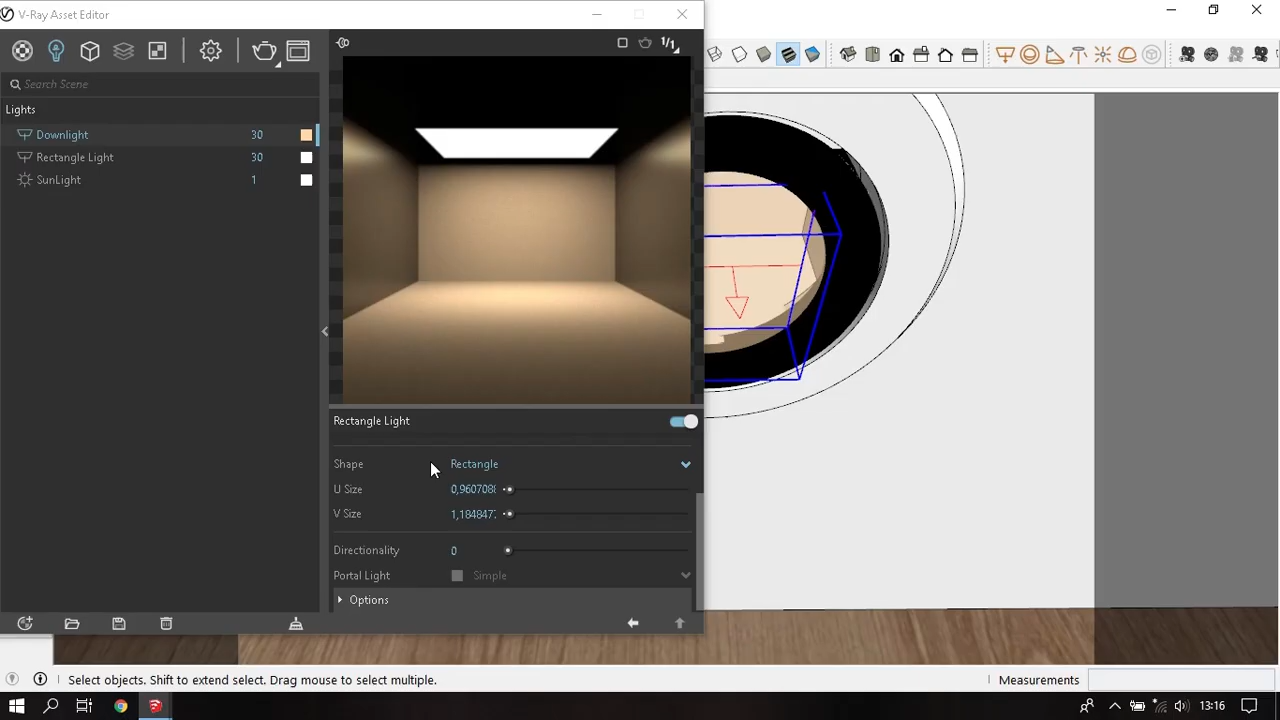 V-Ray Asset Editor
1/1
Search Scene
Lights
Downlight 30
Rectangle Light 30
SunLight 1
Rectangle Light
Shape Rectangle
U Size 0,960708
V Size 1,184847
Directionality 0
Portal Light Simple
Options
Select objects. Shift to extend select. Drag mouse to select multiple.
Measurements
13:16